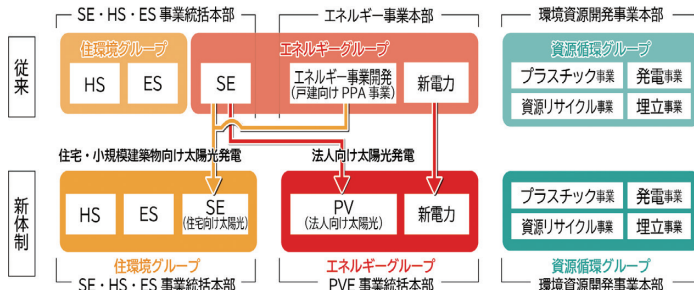 SE・HS・ES 事業統括本部
エネルギー事業本部
環境資源開発事業本部
従来
住環境グループ
エネルギーグループ
資源循環グループ
HS
ES
SE
エネルギー事業開発
(戸建向け PPA 事業)
新電力
プラスチック事業
発電事業
資源リサイクル事業
埋立事業
住宅・小規模建築物向け太陽光発電
法人向け太陽光発電
新体制
HS
ES
SE
(住宅向け太陽光)
PV
(法人向け太陽光)
新電力
プラスチック事業
発電事業
資源リサイクル事業
埋立事業
住環境グループ
エネルギーグループ
資源循環グループ
SE・HS・ES 事業統括本部
PVE 事業統括本部
環境資源開発事業本部